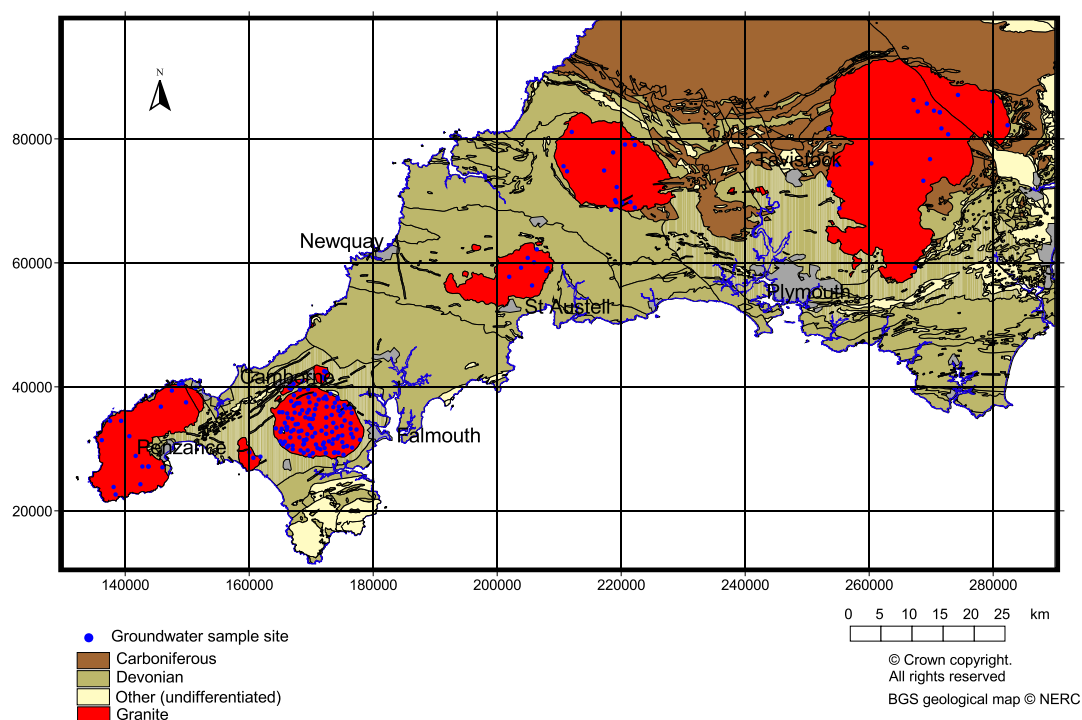 N
80000
Tavistock
Newquay
60000
Plymouth
St Austell
40000
Camborne
Falmouth
Penzance
20000
140000 160000 180000 200000 220000 240000 260000 280000
0 5 10 15 20 25 km
Groundwater sample site
Carboniferous
Devonian
Other (undifferentiated)
Granite
© Crown copyright.
All rights reserved
BGS geological map © NERC